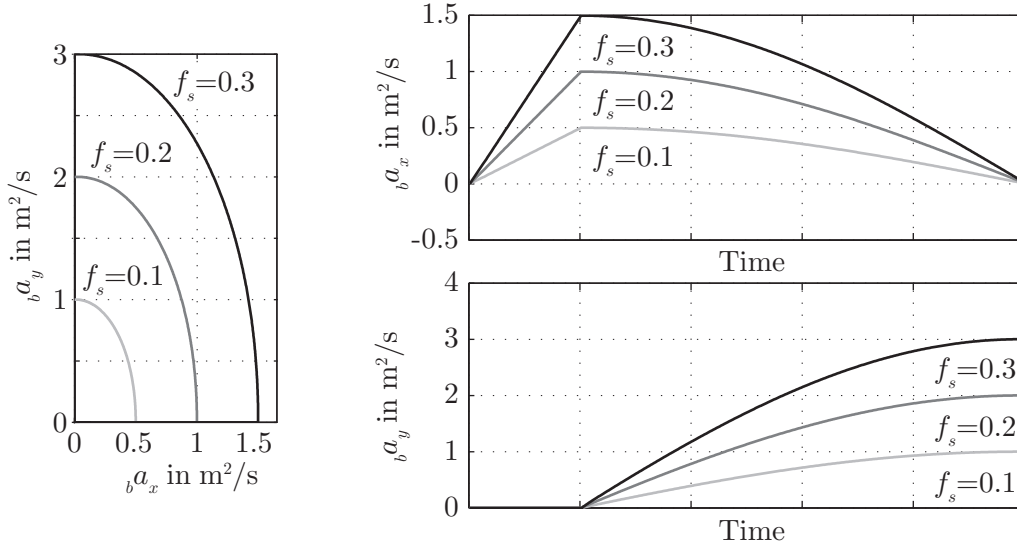 3
2
1
0
0 0.5 1 1.5
f_s=0.3
f_s=0.2
f_s=0.1
_b a_y in m²/s
_b a_x in m²/s
1.5
1
0.5
0
-0.5
f_s=0.3
f_s=0.2
f_s=0.1
_b a_x in m²/s
Time
4
3
2
1
0
f_s=0.3
f_s=0.2
f_s=0.1
_b a_y in m²/s
Time